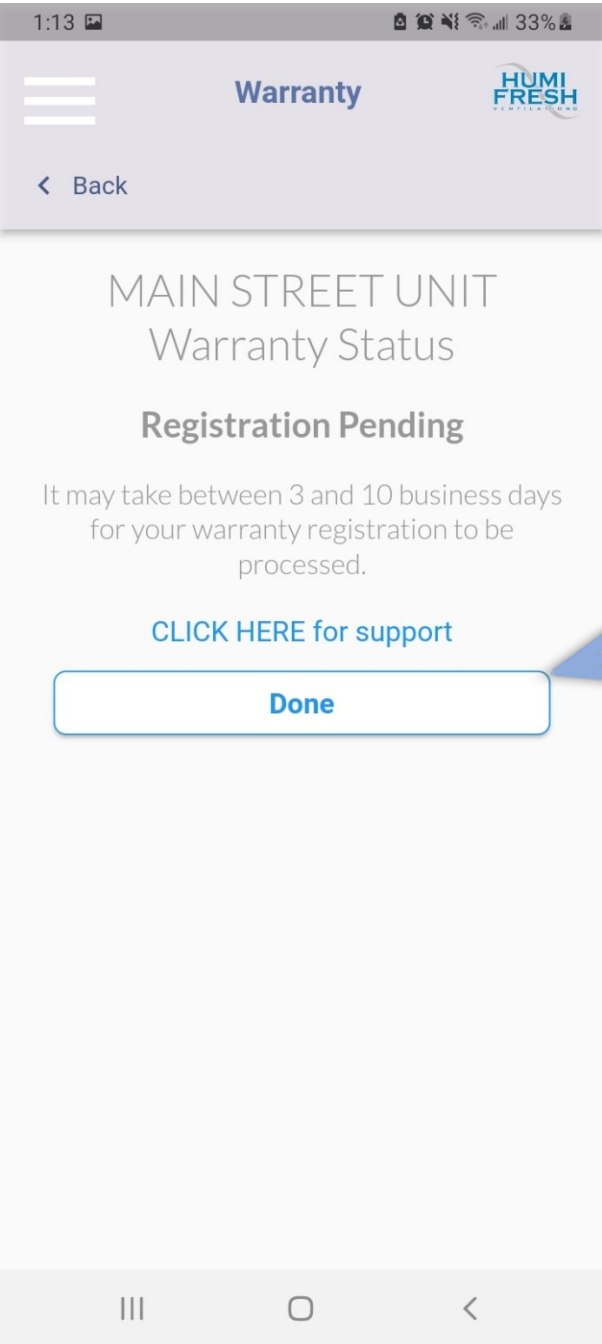 1:13 33%
Warranty
HUMI
FRESH
Back
MAIN STREET UNIT
Warranty Status
Registration Pending
It may take between 3 and 10 business days
for your warranty registration to be
processed.
CLICK HERE for support
Done